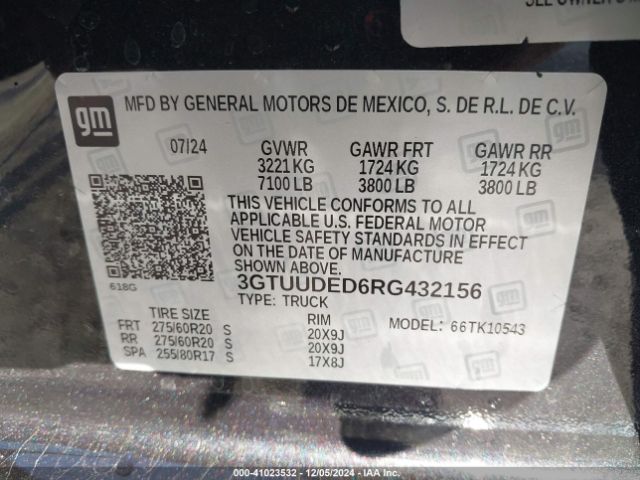 gm
MFD BY GENERAL MOTORS DE MEXICO, S. DE R.L. DE C.V.
07/24 GVWR GAWR FRT GAWR RR
3221 KG 1724 KG 1724 KG
7100 LB 3800 LB 3800 LB
THIS VEHICLE CONFORMS TO ALL
APPLICABLE U.S. FEDERAL MOTOR
VEHICLE SAFETY STANDARDS IN EFFECT
ON THE DATE OF MANUFACTURE
SHOWN ABOVE.
618G
3GTUUDED6RG432156
TYPE: TRUCK
TIRE SIZE RIM MODEL: 66TK10543
FRT 275/60R20 S 20X9J
RR 275/60R20 S 20X9J
SPA 255/80R17 S 17X8J
000-41023532 - 12/05/2024 - IAA Inc.